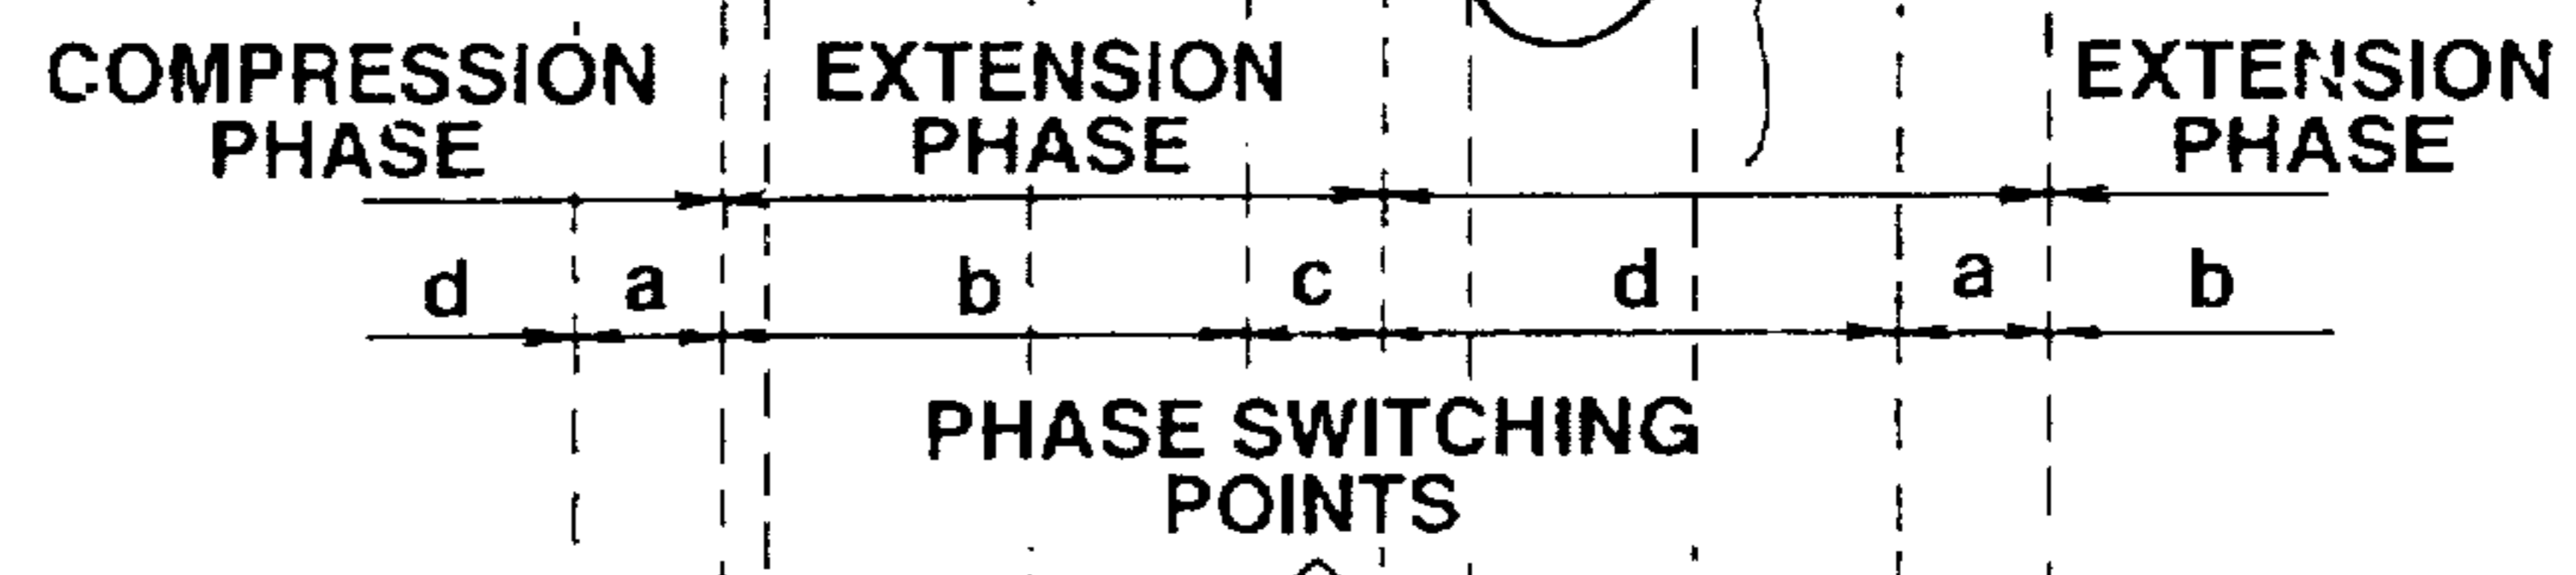 COMPRESSION EXTENSION EXTENSION
PHASE PHASE PHASE
d a b c d a b
PHASE SWITCHING
POINTS